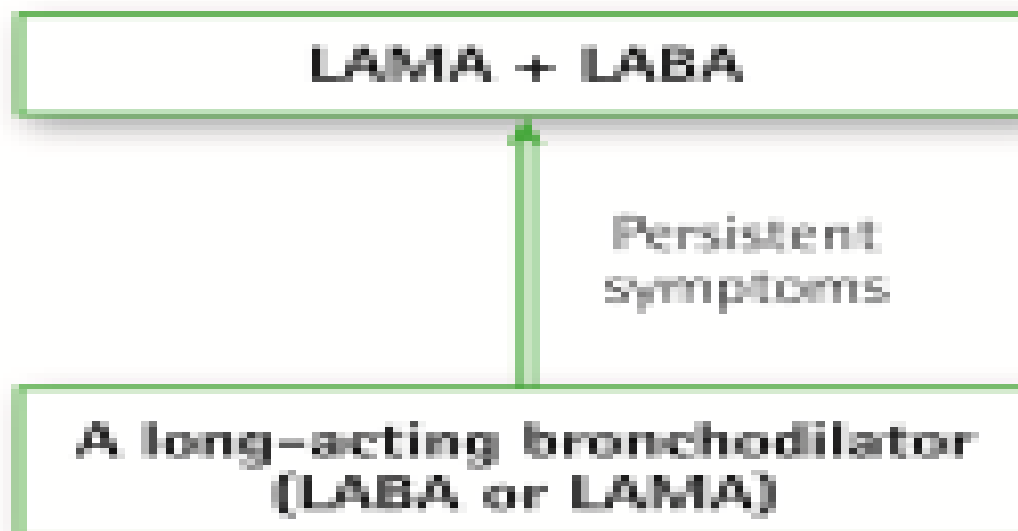 LAMA + LABA
Persistent
symptoms
A long-acting bronchodilator
(LABA or LAMA)